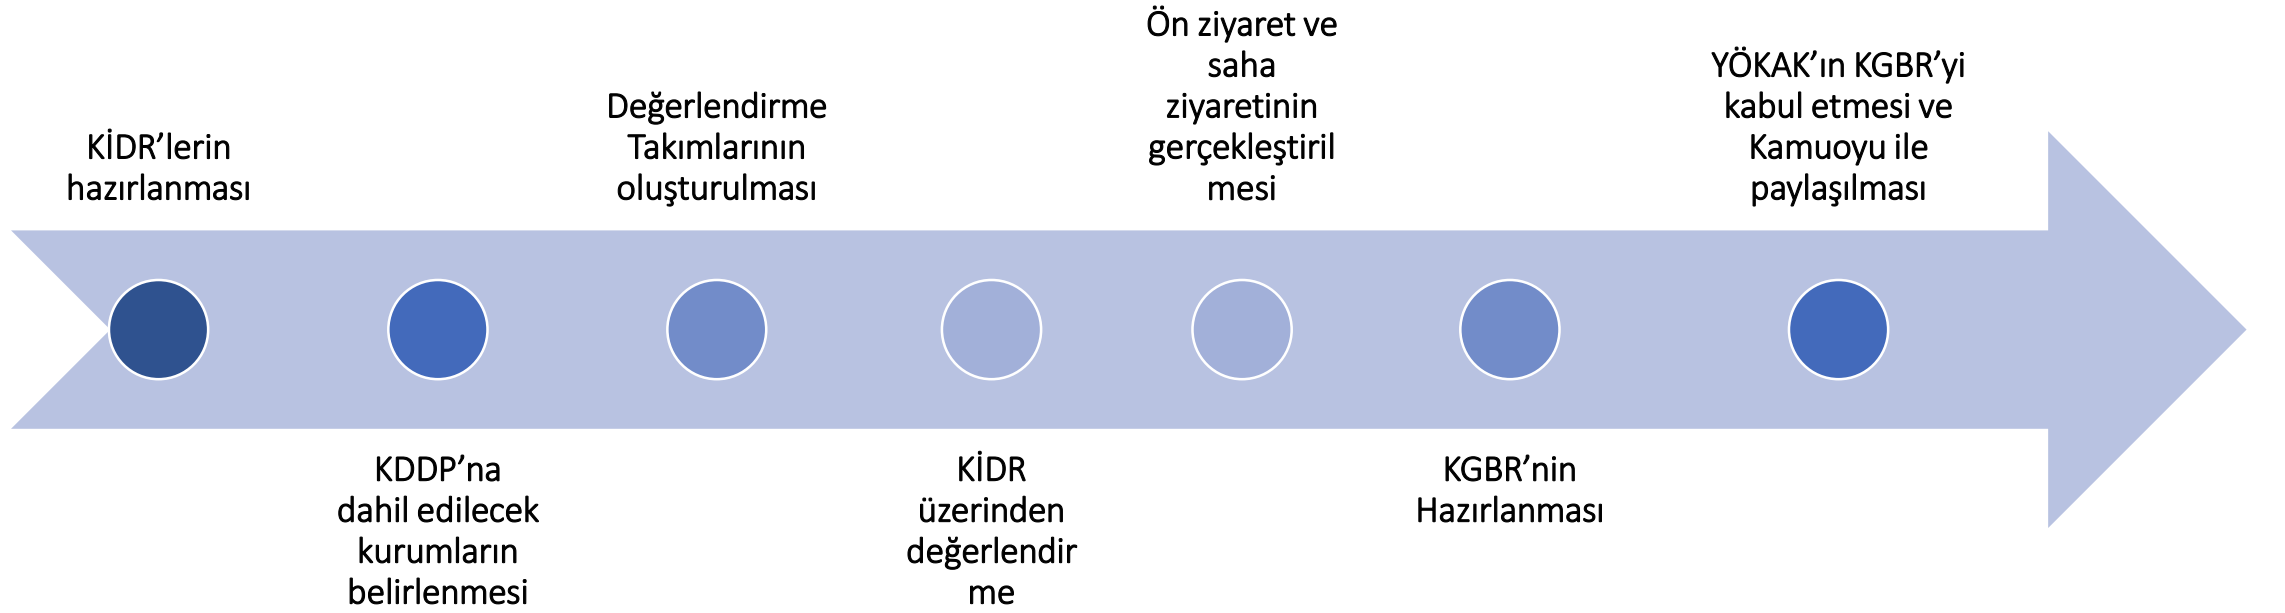 KİDR’lerin
hazırlanması
KDDP’na
dahil edilecek
kurumların
belirlenmesi
Değerlendirme
Takımlarının
oluşturulması
KİDR
üzerinden
değerlendir
me
Ön ziyaret ve
saha
ziyaretinin
gerçekleştiril
mesi
KGBR’nin
Hazırlanması
YÖKAK’ın KGBR’yi
kabul etmesi ve
Kamuoyu ile
paylaşılması